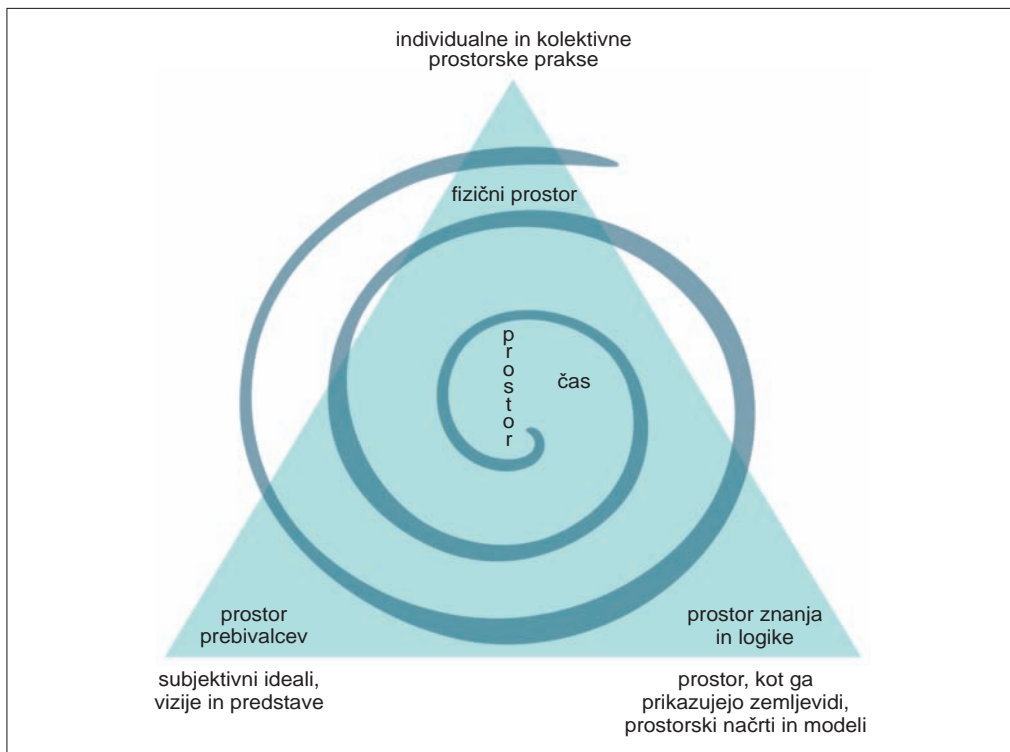 individualne in kolektivne
prostorske prakse
fizični prostor
prostor
čas
prostor
prebivalcev
prostor znanja
in logike
subjektivni ideali,
vizije in predstave
prostor, kot ga
prikazujejo zemljevidi,
prostorski načrti in modeli